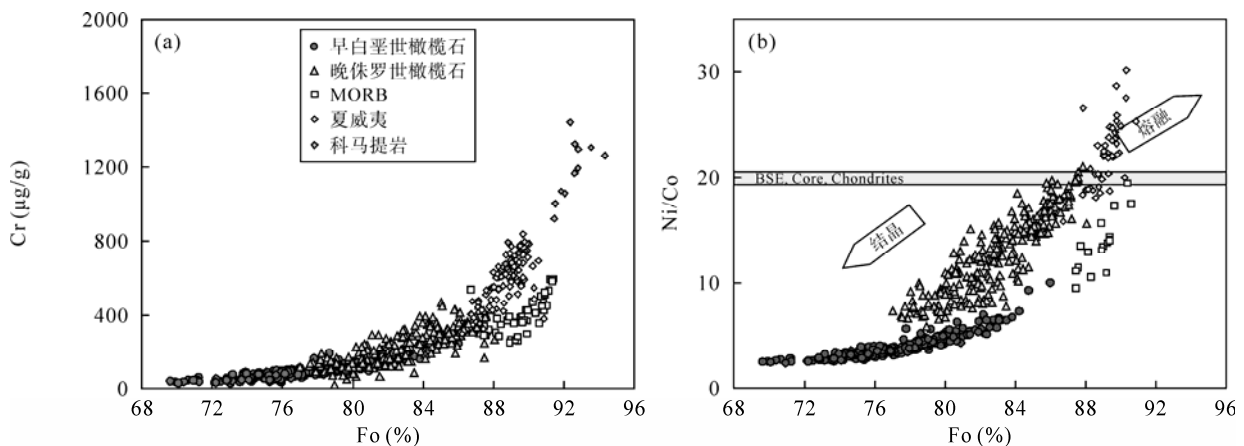 (a)
Cr (μg/g)
2000
1600
1200
800
400
0
早白垩世橄榄石
晚侏罗世橄榄石
MORB
夏威夷
科马提岩
68 72 76 80 84 88 92 96
Fo (%)
(b)
Ni/Co
30
20
10
0
熔融
BSE, Core, Chondrites
结晶
68 72 76 80 84 88 92 96
Fo (%)